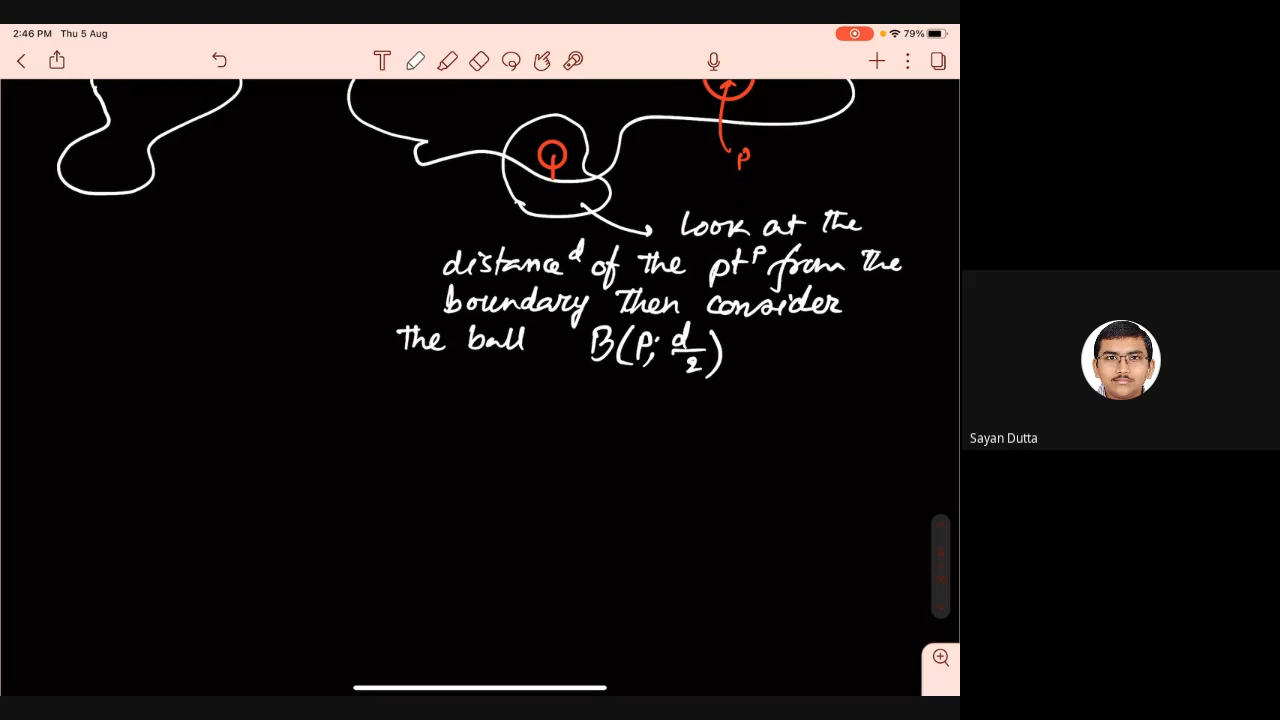 2:46 PM Thu 5 Aug
79%
T
P
Look at the
distance d of the pt P from the
boundary Then consider
the ball B(P; d/2)
Sayan Dutta